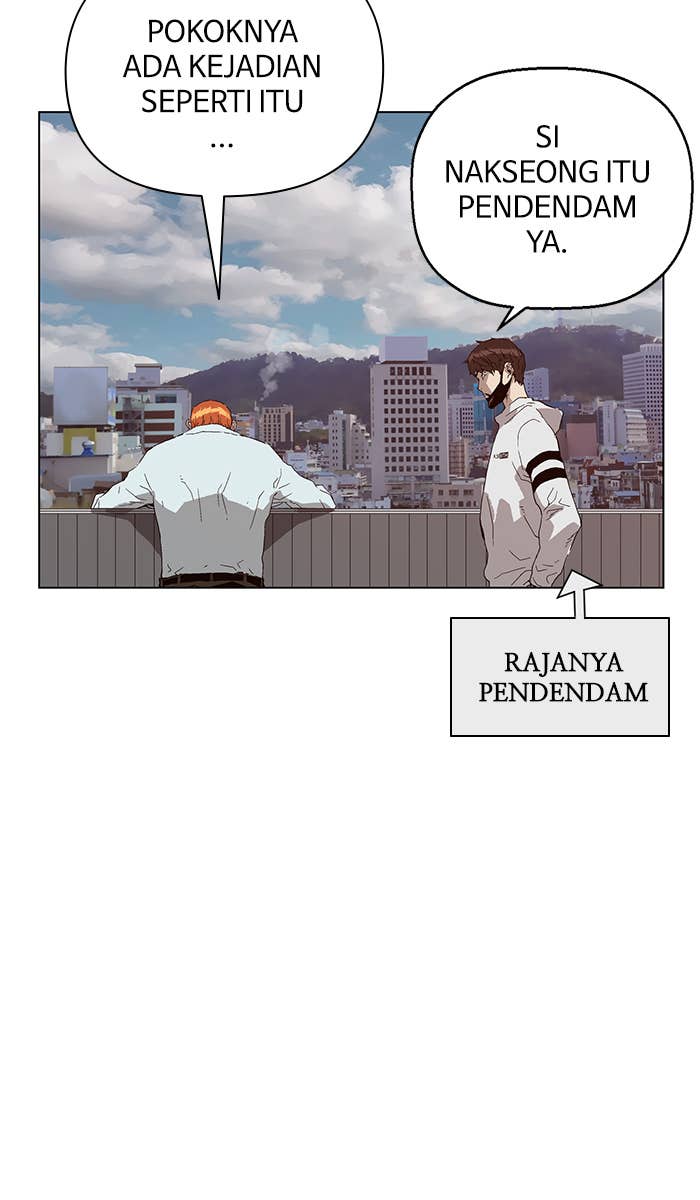 POKOKNYA
ADA KEJADIAN
SEPERTI ITU
...
SI
NAKSEONG ITU
PENDENDAM
YA.
RAJANYA
PENDENDAM